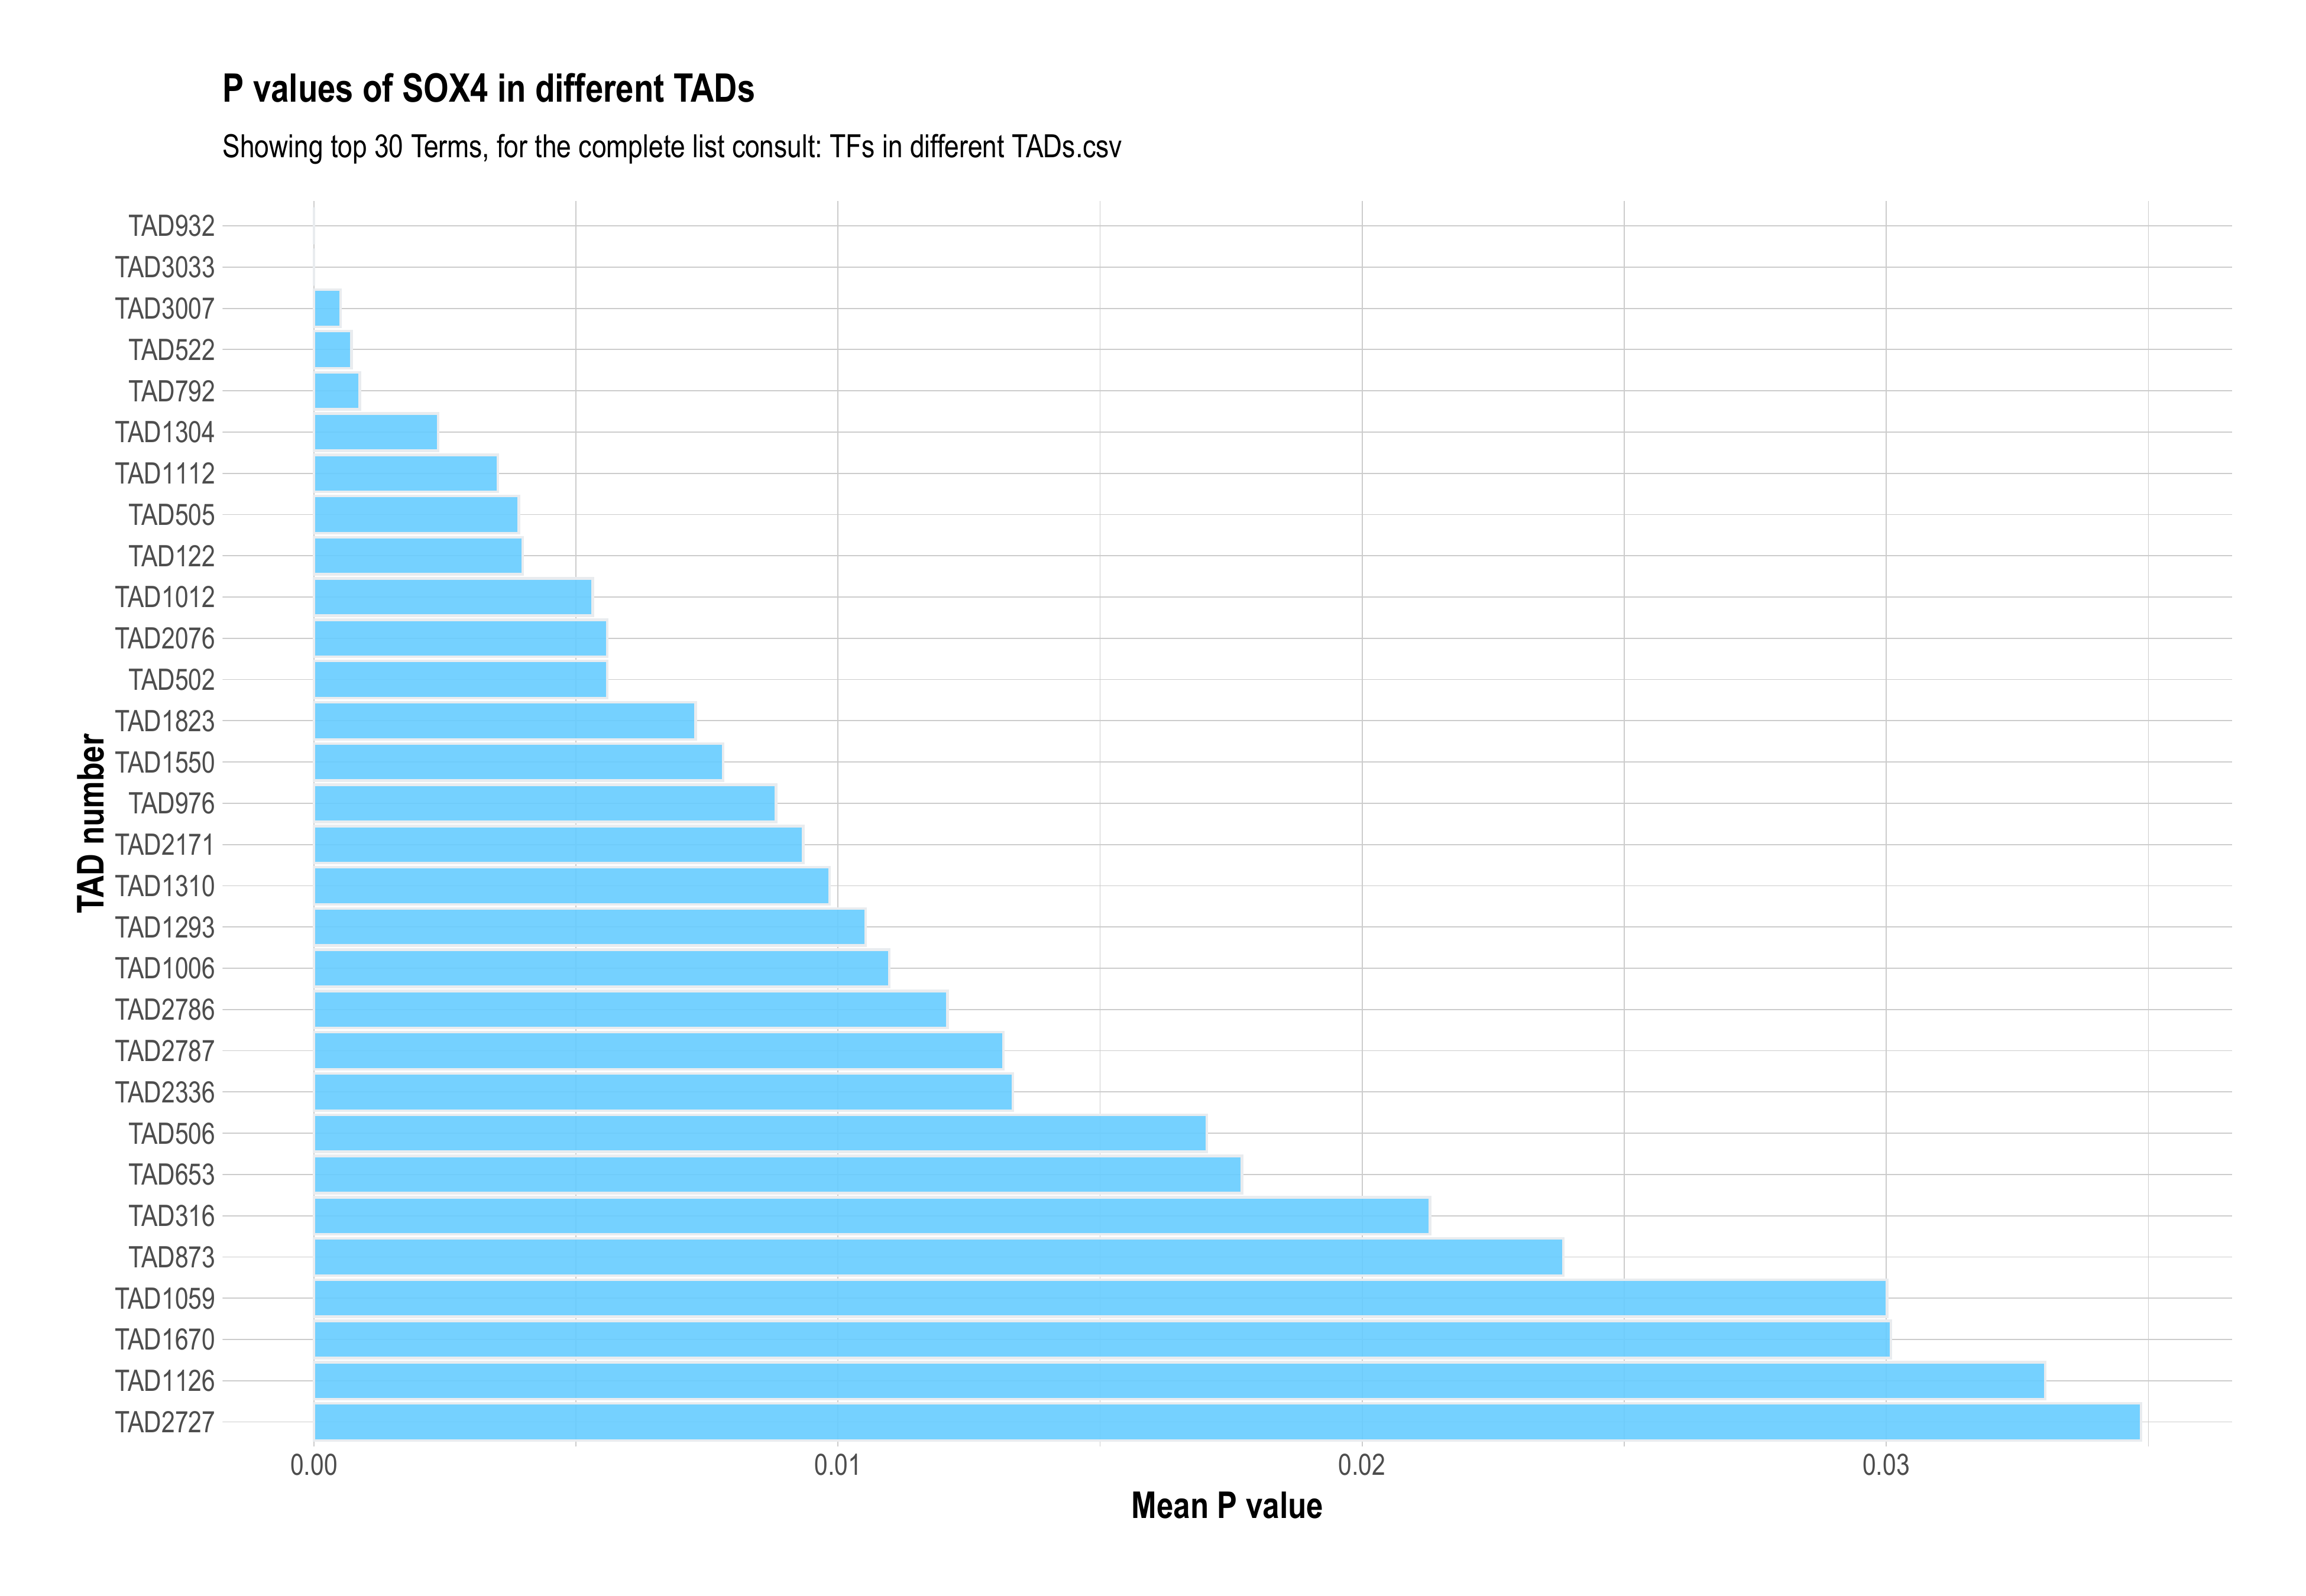 P values of SOX4 in different TADs
Showing top 30 Terms, for the complete list consult: TFs in different TADs.csv
TAD number
TAD932
TAD3033
TAD3007
TAD522
TAD792
TAD1304
TAD1112
TAD505
TAD122
TAD1012
TAD2076
TAD502
TAD1823
TAD1550
TAD976
TAD2171
TAD1310
TAD1293
TAD1006
TAD2786
TAD2787
TAD2336
TAD506
TAD653
TAD316
TAD873
TAD1059
TAD1670
TAD1126
TAD2727
0.00 0.01 0.02 0.03
Mean P value